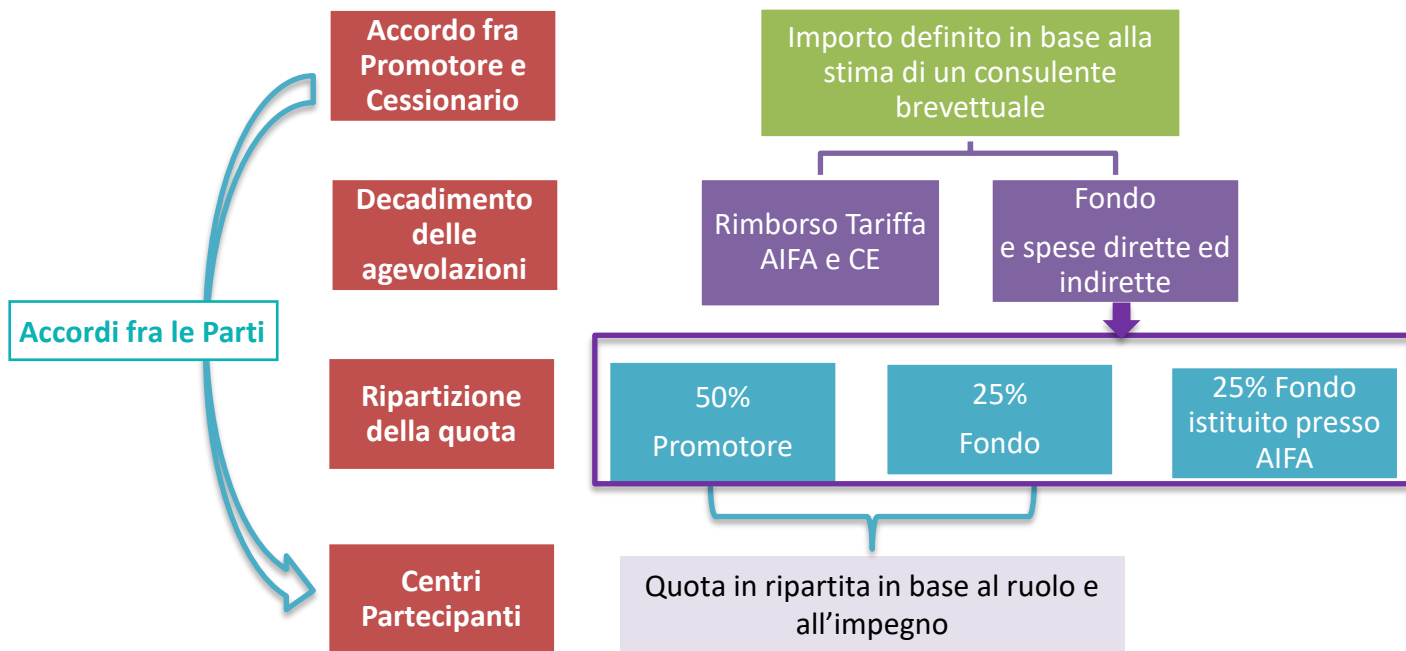 Accordo fra
Promotore e
Cessionario
Importo definito in base alla
stima di un consulente
brevettuale
Decadimento
delle
agevolazioni
Rimborso Tariffa
AIFA e CE
Fondo
e spese dirette ed
indirette
Accordi fra le Parti
Ripartizione
della quota
50%
Promotore
25%
Fondo
25% Fondo
istituito presso
AIFA
Centri
Partecipanti
Quota in ripartita in base al ruolo e
all'impegno